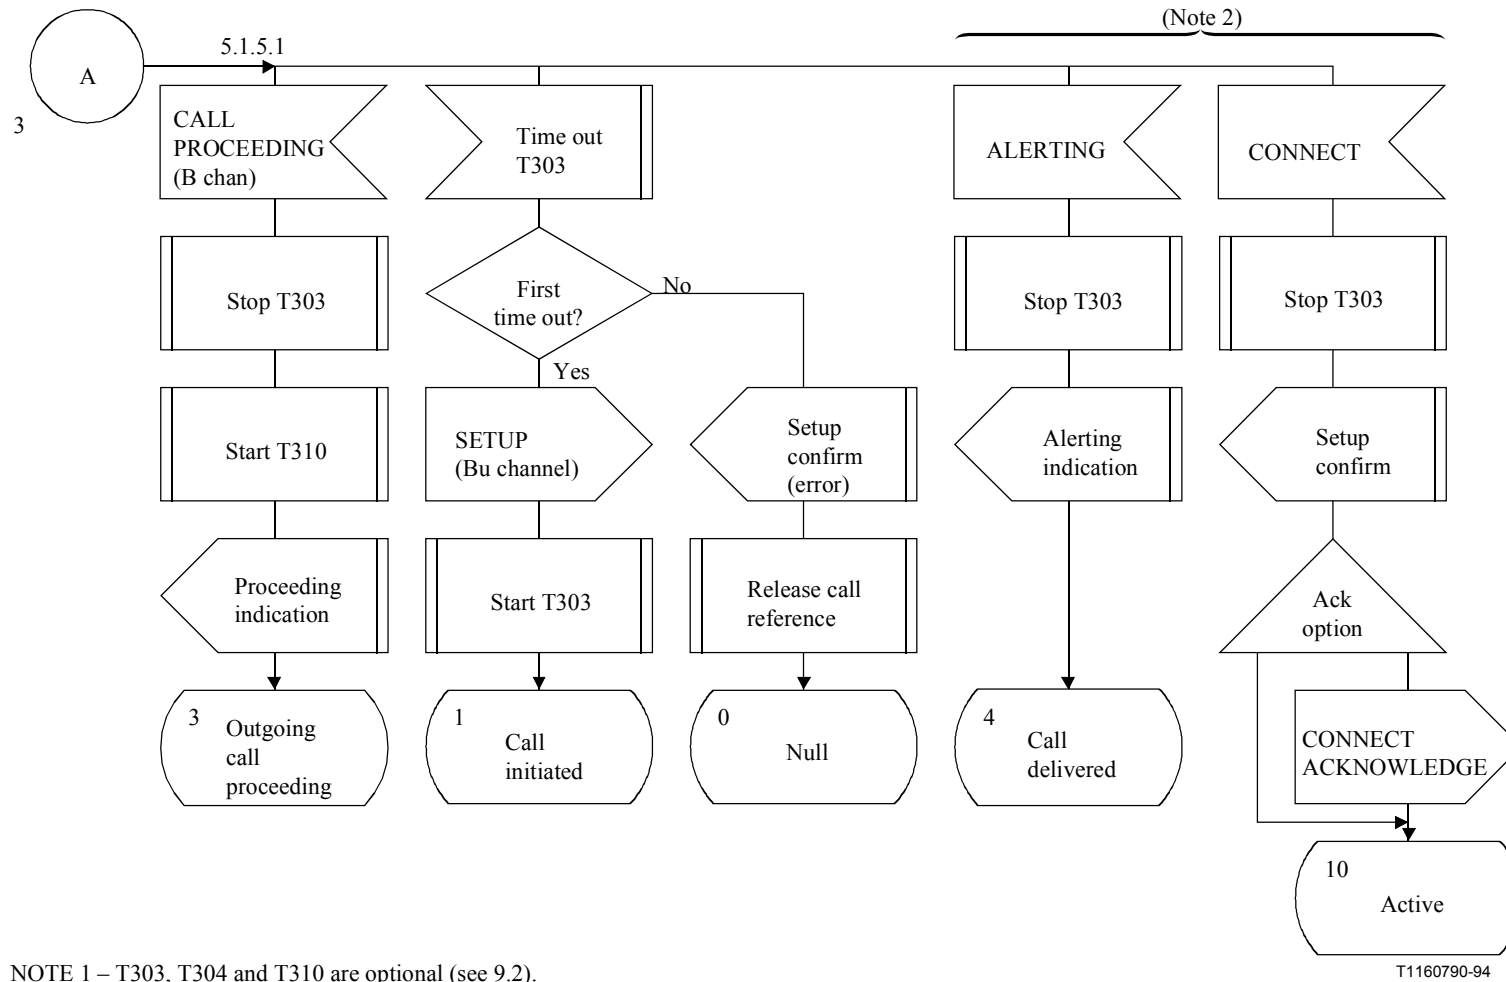 (Note 2)
5.1.5.1
A
3
CALL
PROCEEDING
(B chan)
Time out
T303
ALERTING
CONNECT
Stop T303
First
time out?
No
Yes
Stop T303
Stop T303
Start T310
SETUP
(Bu channel)
Setup
confirm
(error)
Alerting
indication
Setup
confirm
Proceeding
indication
Start T303
Release call
reference
Ack
option
3
Outgoing
call
proceeding
1
Call
initiated
0
Null
4
Call
delivered
CONNECT
ACKNOWLEDGE
10
Active
NOTE 1 – T303, T304 and T310 are optional (see 9.2).
T1160790-94